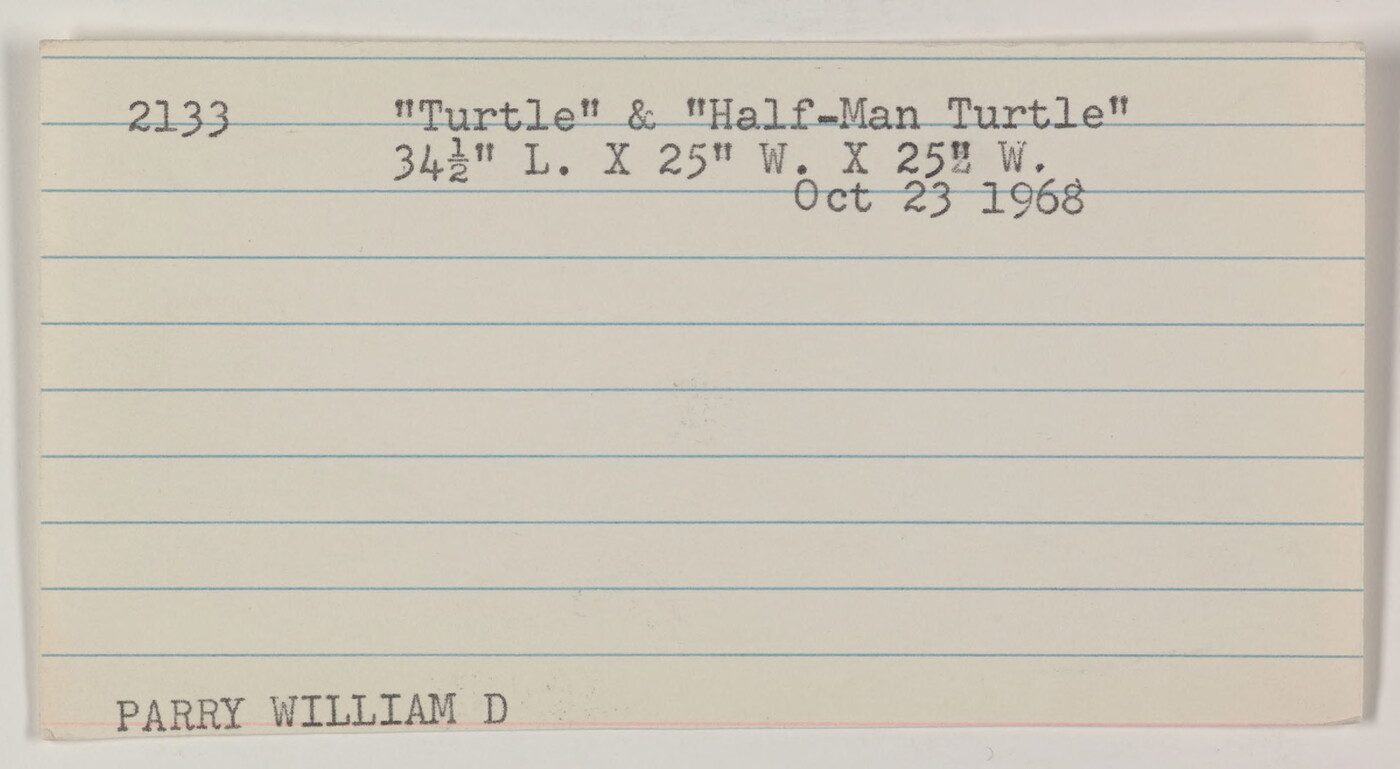 2133 "Turtle" & "Half-Man Turtle"
34½" L. X 25" W. X 25" W.
Oct 23 1968
PARRY WILLIAM D